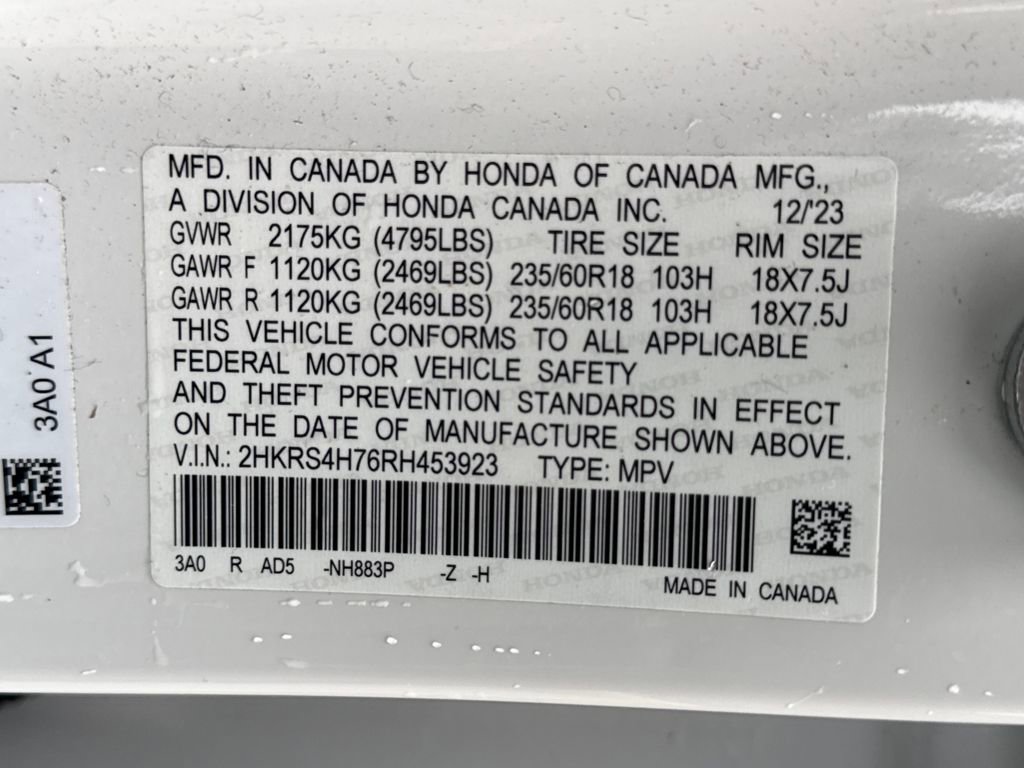 MFD. IN CANADA BY HONDA OF CANADA MFG.,
A DIVISION OF HONDA CANADA INC. 12/'23
GVWR 2175KG (4795LBS) TIRE SIZE RIM SIZE
GAWR F 1120KG (2469LBS) 235/60R18 103H 18X7.5J
GAWR R 1120KG (2469LBS) 235/60R18 103H 18X7.5J
THIS VEHICLE CONFORMS TO ALL APPLICABLE
FEDERAL MOTOR VEHICLE SAFETY
AND THEFT PREVENTION STANDARDS IN EFFECT
ON THE DATE OF MANUFACTURE SHOWN ABOVE.
V.I.N.: 2HKRS4H76RH453923 TYPE: MPV
3A0 R AD5 -NH883P -Z -H
MADE IN CANADA
3A0 A1